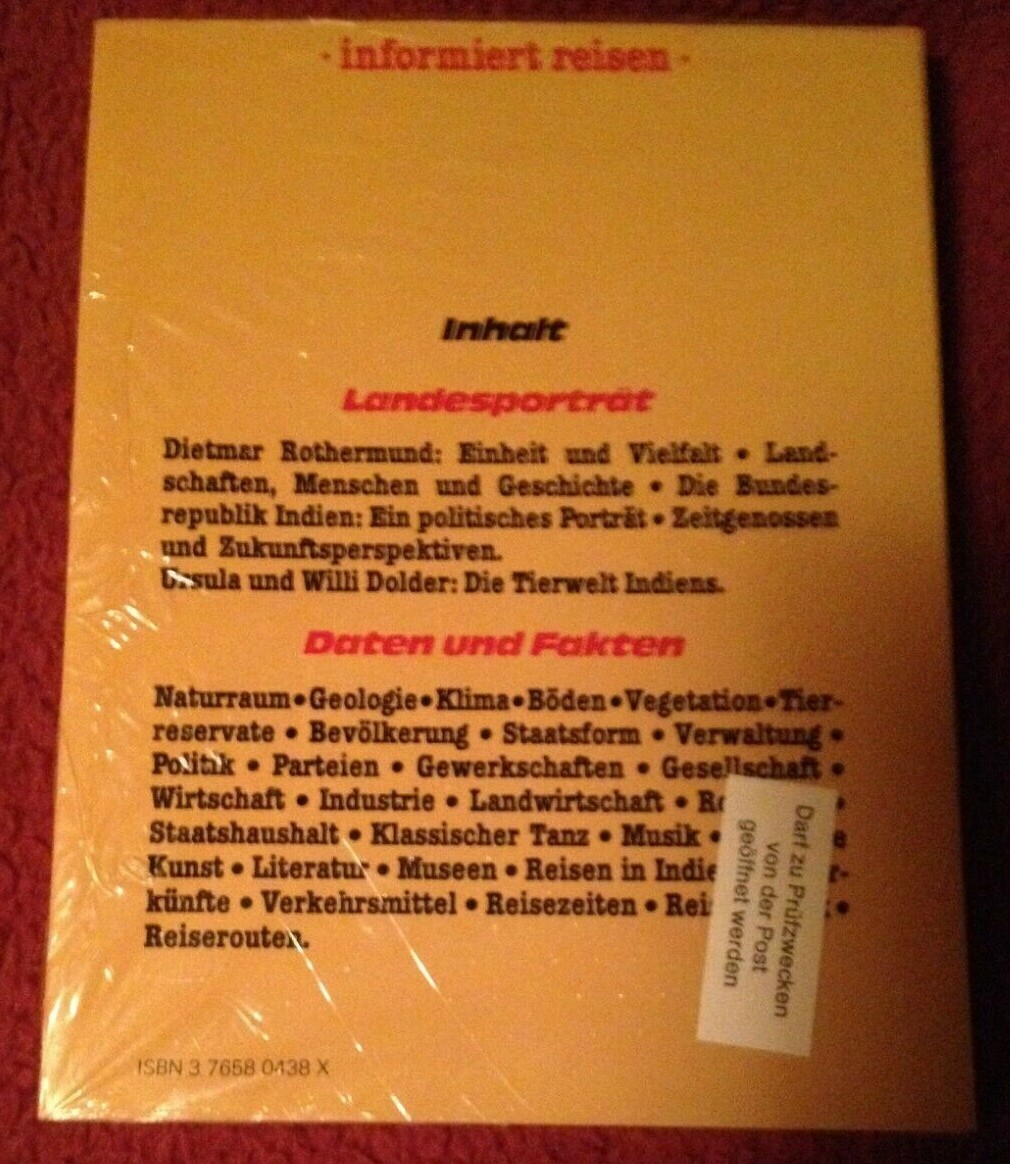 · informiert reisen ·
Inhalt
Landesporträt
Dietmar Rothermund: Einheit und Vielfalt • Land-
schaften, Menschen und Geschichte • Die Bundes-
republik Indien: Ein politisches Porträt • Zeitgenossen
und Zukunftsperspektiven.
Ursula und Willi Dolder: Die Tierwelt Indiens.
Daten und Fakten
Naturraum • Geologie • Klima • Böden • Vegetation • Tier-
reservate • Bevölkerung • Staatsform • Verwaltung •
Politik • Parteien • Gewerkschaften • Gesellschaft •
Wirtschaft • Industrie • Landwirtschaft • •
Staatshaushalt • Klassischer Tanz • Musik •
Kunst • Literatur • Museen • Reisen in
künfte • Verkehrsmittel • Reisezeiten • •
Reiserouten.
Darf zu Prüfzwecken
von der Post
geöffnet werden
ISBN 3 7658 0438 X